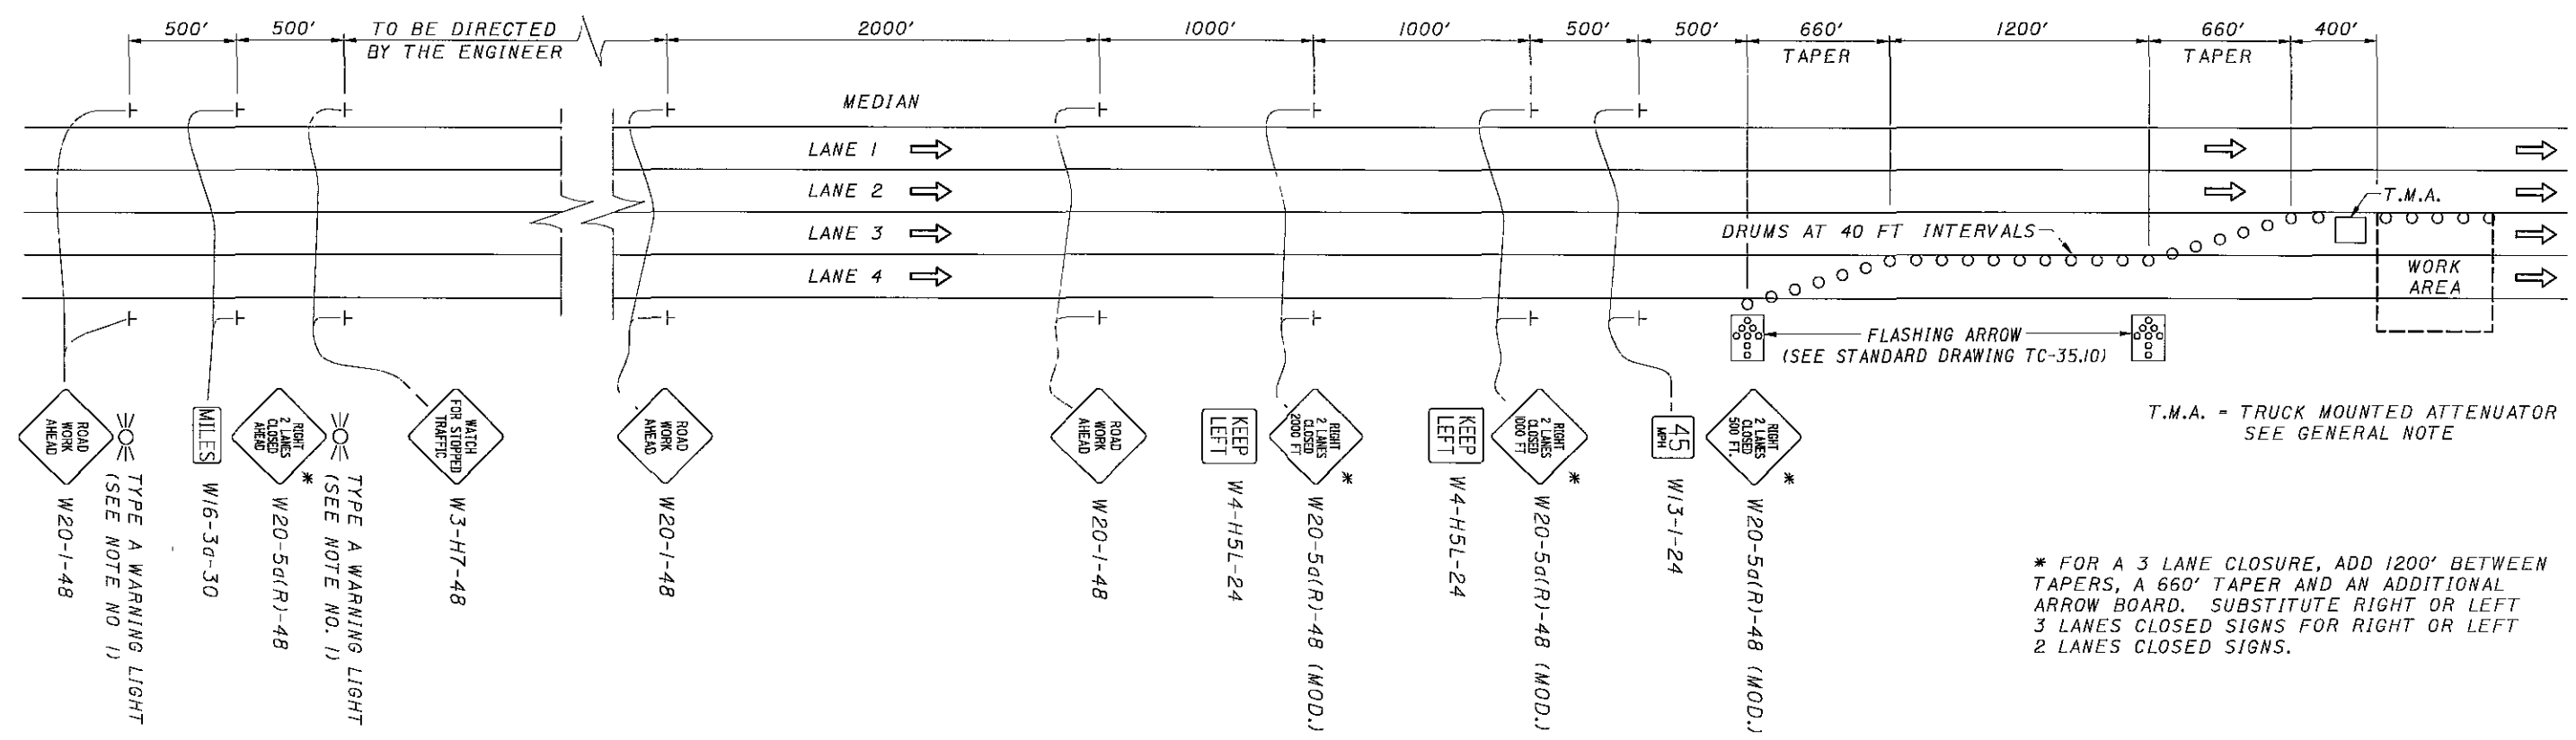 500'
500'
TO BE DIRECTED
BY THE ENGINEER
2000'
1000'
1000'
500'
500'
660'
TAPER
1200'
660'
TAPER
400'
MEDIAN
LANE 1
LANE 2
LANE 3
LANE 4
T.M.A.
DRUMS AT 40 FT INTERVALS
WORK
AREA
FLASHING ARROW
(SEE STANDARD DRAWING TC-35.10)
T.M.A. = TRUCK MOUNTED ATTENUATOR
SEE GENERAL NOTE
ROAD
WORK
AHEAD
W20-1-48
TYPE A WARNING LIGHT
(SEE NOTE NO 1)
MILES
W16-3a-30
RIGHT
2 LANES
CLOSED
AHEAD
*
W20-5a(R)-48
TYPE A WARNING LIGHT
(SEE NOTE NO. 1)
WATCH
FOR STOPPED
TRAFFIC
W3-H7-48
ROAD
WORK
AHEAD
W20-1-48
ROAD
WORK
AHEAD
W20-1-48
KEEP
LEFT
W4-H5L-24
RIGHT
2 LANES
CLOSED
2000 FT
*
W20-5a(R)-48 (MOD.)
KEEP
LEFT
W4-H5L-24
RIGHT
2 LANES
CLOSED
1000 FT
*
W20-5a(R)-48 (MOD.)
45
MPH
W13-1-24
RIGHT
2 LANES
CLOSED
500 FT.
*
W20-5a(R)-48 (MOD.)
* FOR A 3 LANE CLOSURE, ADD 1200' BETWEEN
TAPERS, A 660' TAPER AND AN ADDITIONAL
ARROW BOARD. SUBSTITUTE RIGHT OR LEFT
3 LANES CLOSED SIGNS FOR RIGHT OR LEFT
2 LANES CLOSED SIGNS.